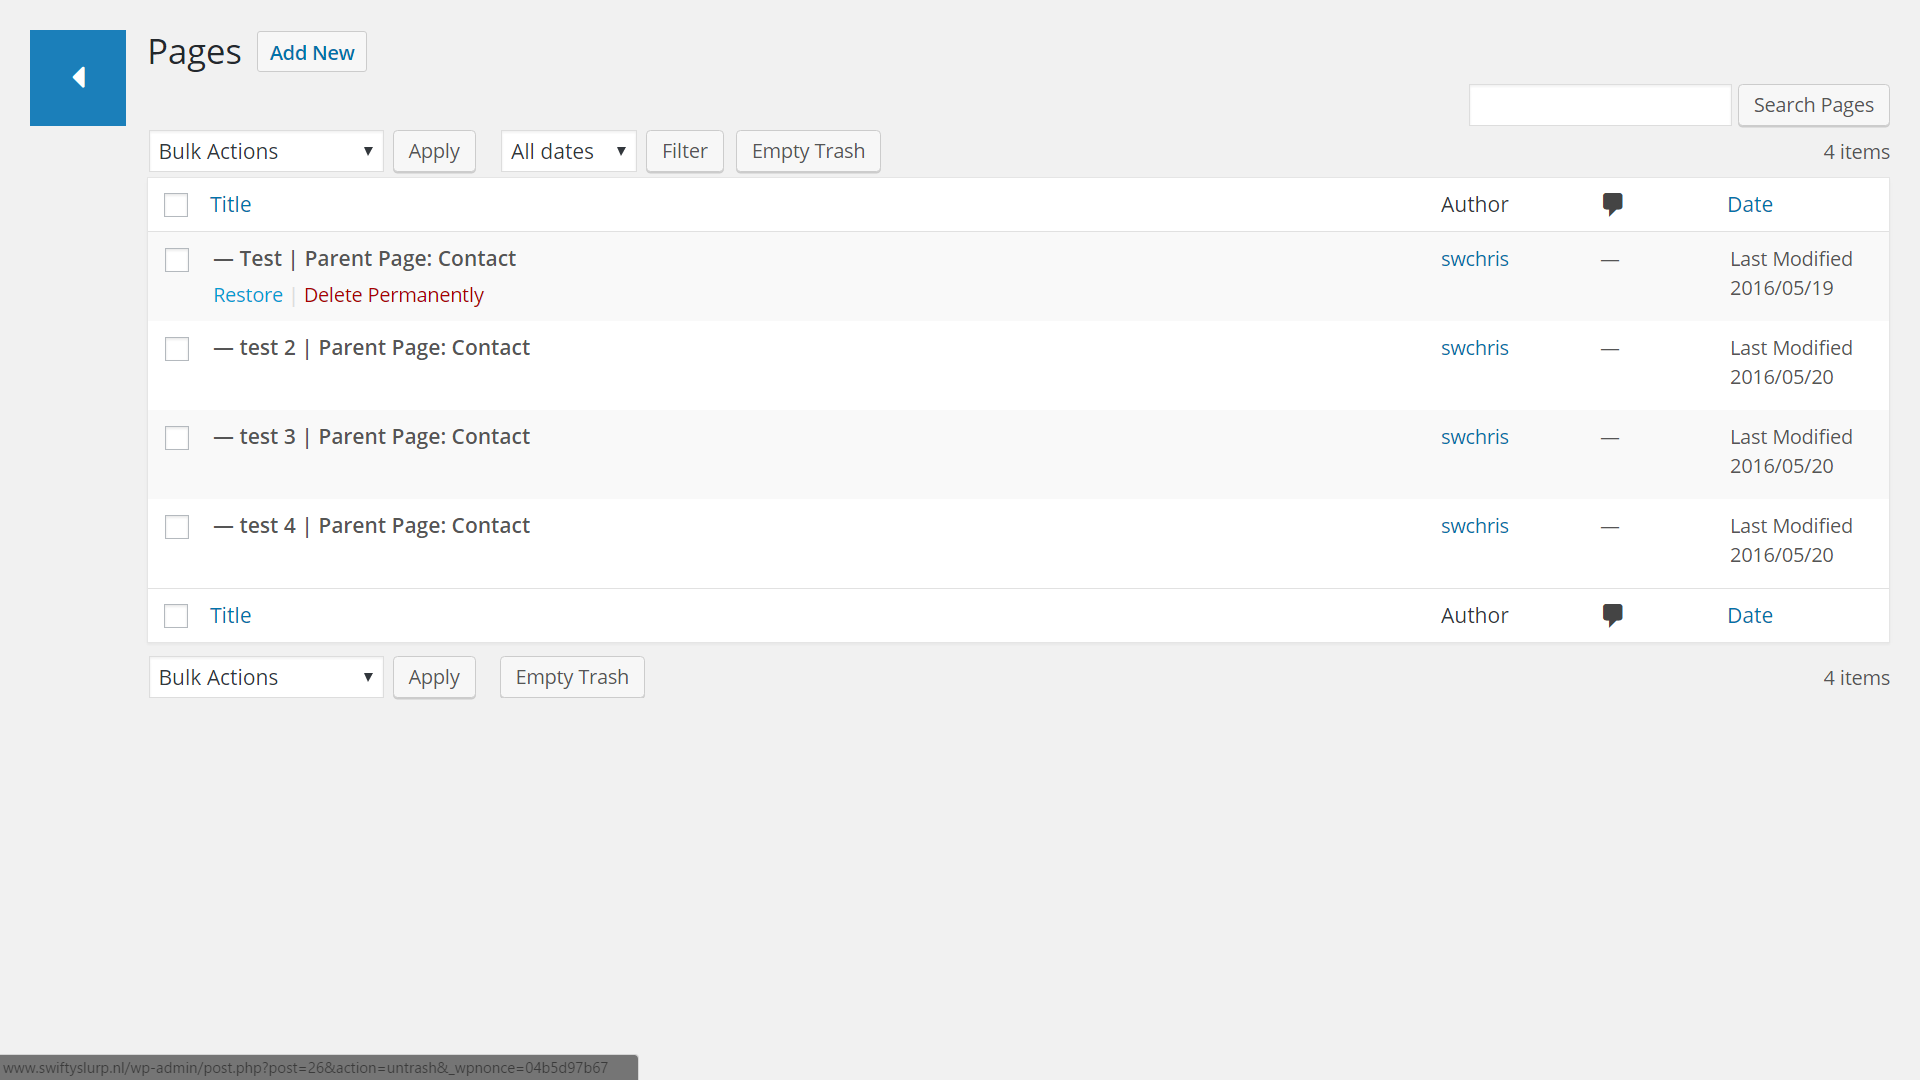 Pages Add New
Search Pages
Bulk Actions Apply All dates Filter Empty Trash 4 items
Title Author Date
— Test | Parent Page: Contact swchris — Last Modified
Restore | Delete Permanently 2016/05/19
— test 2 | Parent Page: Contact swchris — Last Modified
2016/05/20
— test 3 | Parent Page: Contact swchris — Last Modified
2016/05/20
— test 4 | Parent Page: Contact swchris — Last Modified
2016/05/20
Title Author Date
Bulk Actions Apply Empty Trash 4 items
www.swiftyslurp.nl/wp-admin/post.php?post=26&action=untrash&_wpnonce=04b5d97b67